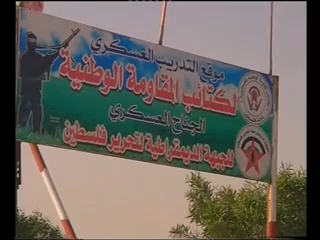 موقع التدريب العسكري
لكتائب المقاومة الوطنية
الجناح العسكري
للجبهة الديمقراطية لتحرير فلسطين